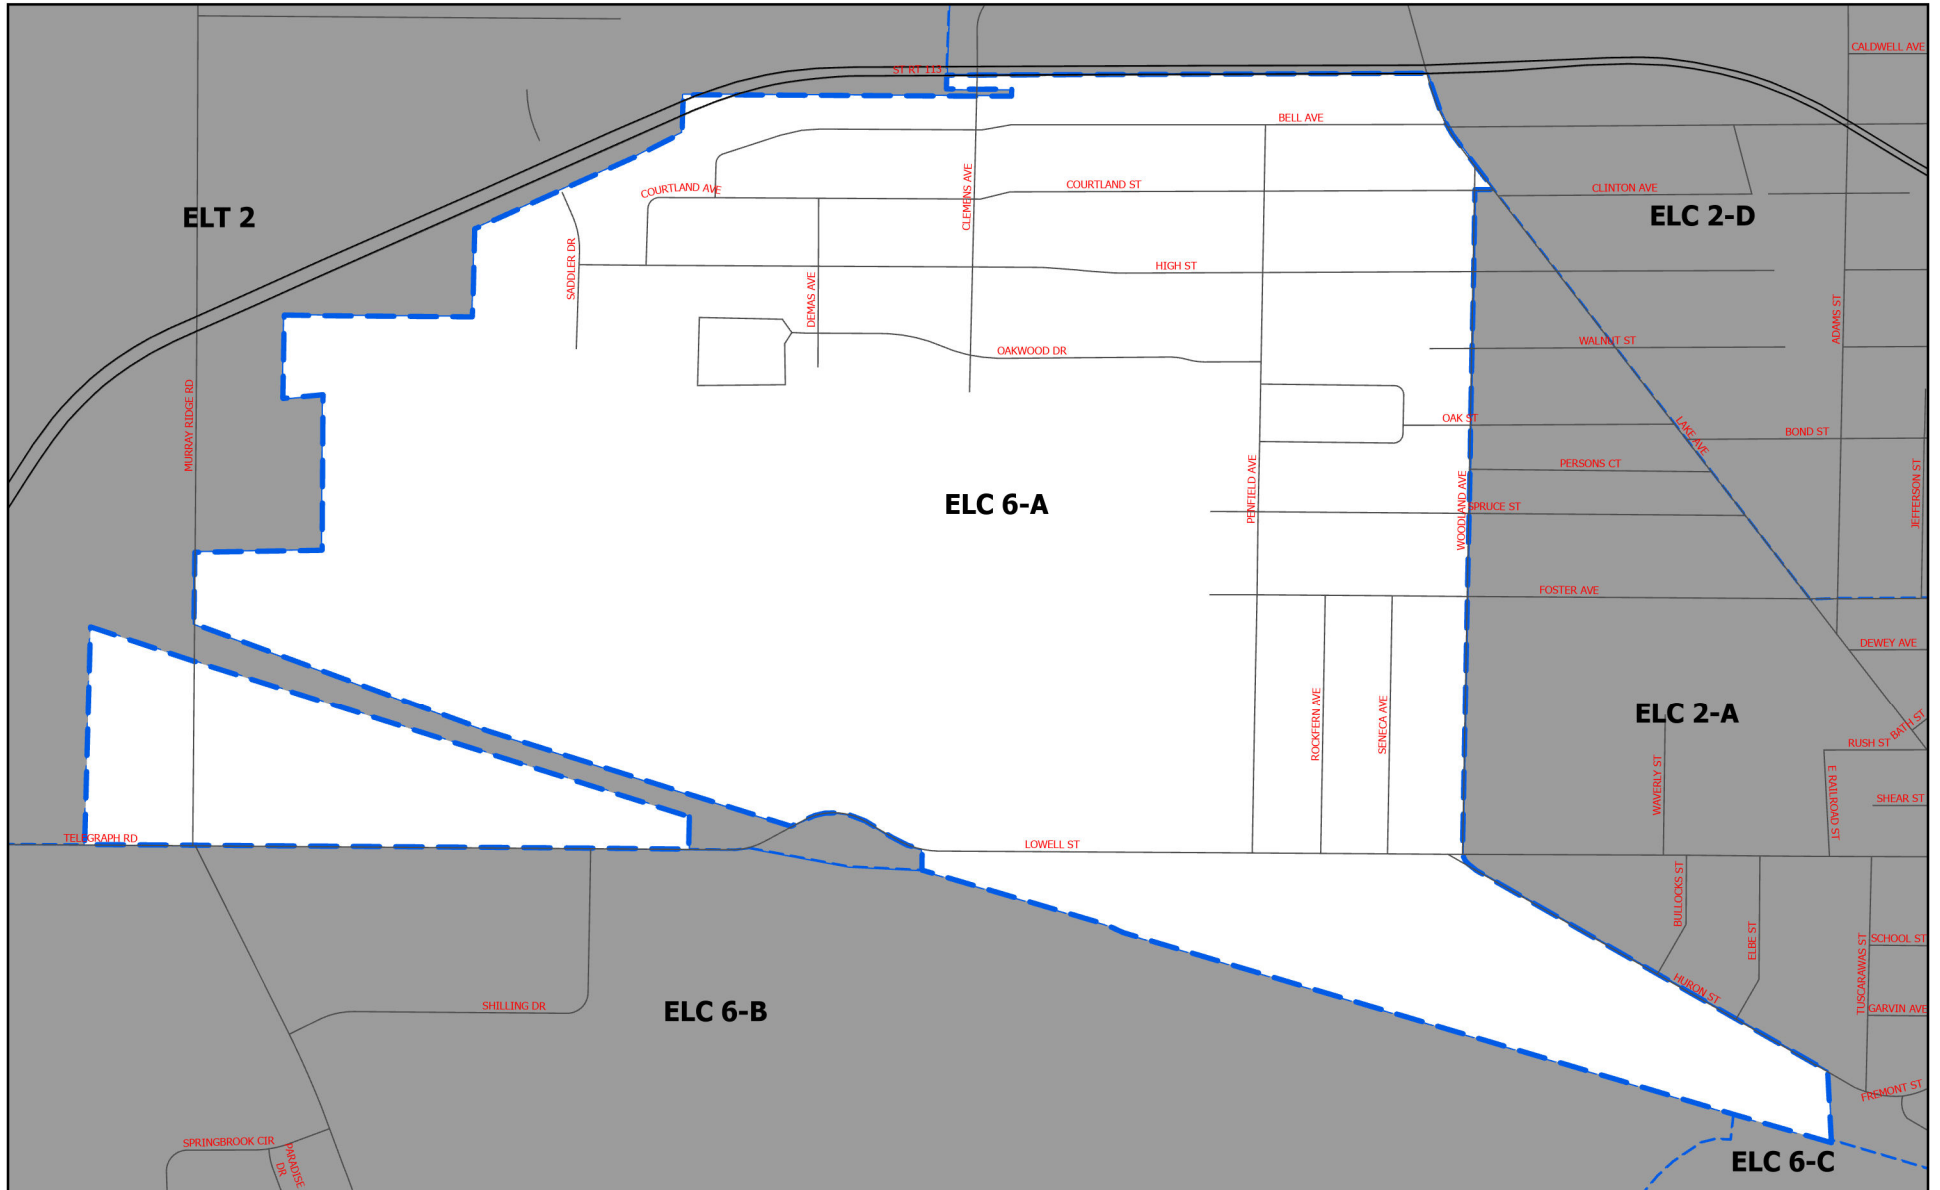 CALDWELL AVE
ST RT 113
BELL AVE
COURTLAND AVE
COURTLAND ST
CLINTON AVE
ELT 2
CLEMENS AVE
ELC 2-D
SADDLER DR
HIGH ST
DEMAS AVE
ADAMS ST
OAKWOOD DR
WALNUT ST
MURRAY RIDGE RD
OAK ST
LAKE AVE
BOND ST
PERSONS CT
ELC 6-A
PENFIELD AVE
WOODLAND AVE
SPRUCE ST
JEFFERSON ST
FOSTER AVE
DEWEY AVE
ROCKFERN AVE
SENECA AVE
ELC 2-A
BATH ST
RUSH ST
WAVERLY ST
E RAILROAD ST
SHEAR ST
TELEGRAPH RD
LOWELL ST
BULLOCKS ST
ELBE ST
TUSCARAWAS ST
SCHOOL ST
HURON ST
SHILLING DR
ELC 6-B
GARVIN AVE
FREMONT ST
SPRINGBROOK CIR
PARADISE
DR
ELC 6-C